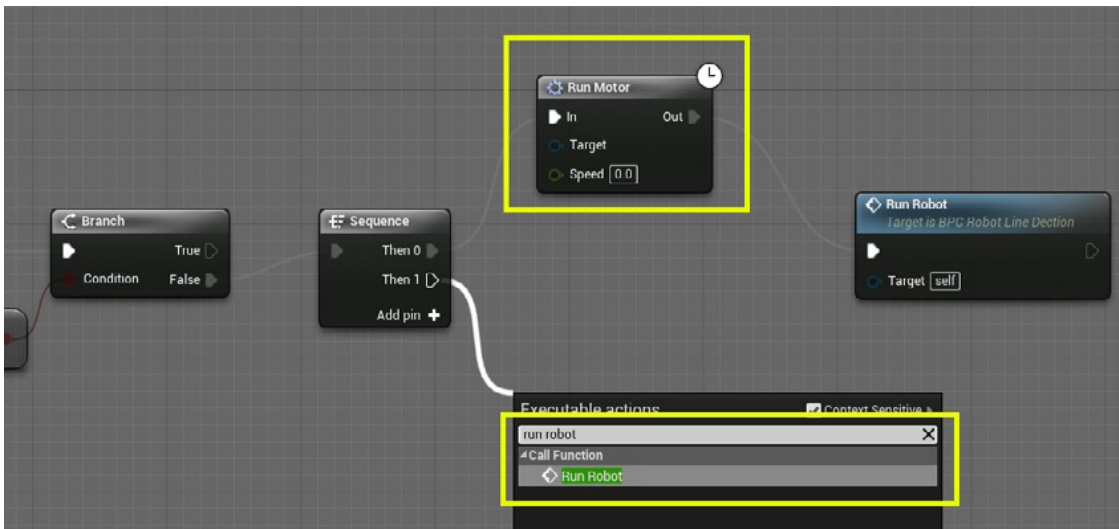 Run Motor
In Out
Target
Speed 0.0
Branch
True
Condition False
Sequence
Then 0
Then 1
Add pin
Run Robot
Target is BPC Robot Line Dection
Target self
Executable actions Context Sensitive
run robot
Call Function
Run Robot